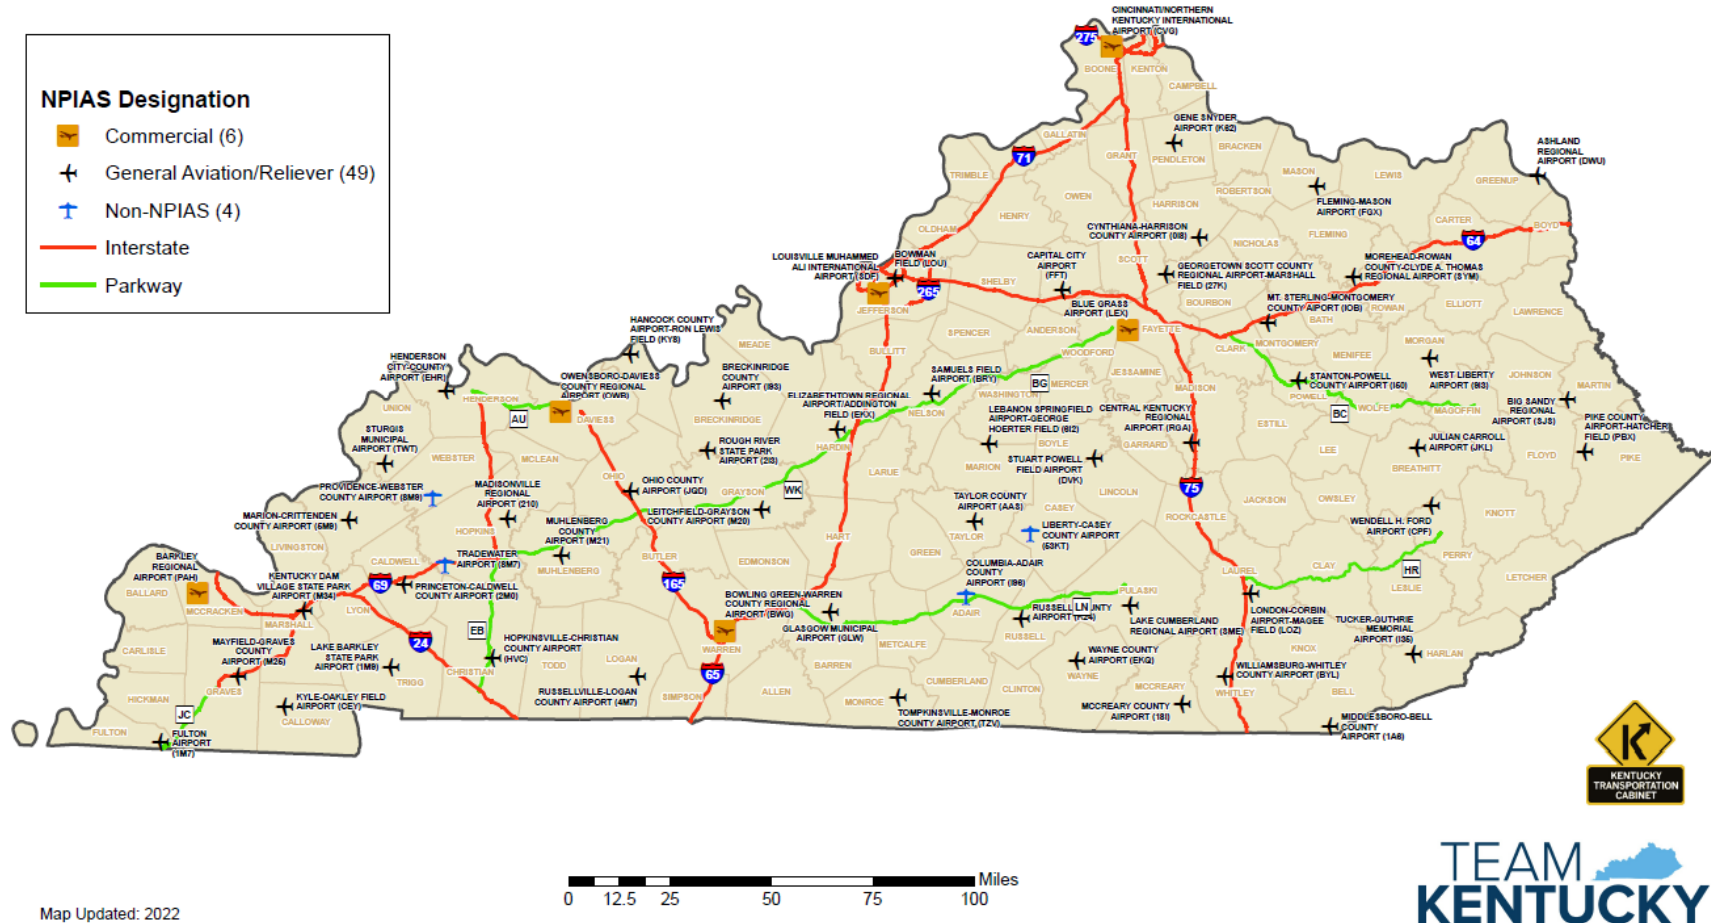 NPIAS Designation
Commercial (6)
General Aviation/Reliever (49)
Non-NPIAS (4)
Interstate
Parkway
CINCINNATI/NORTHERN
KENTUCKY INTERNATIONAL
AIRPORT (CVG)
275
BOONE
KENTON
CAMPBELL
GALLATIN
71
GENE SNYDER
AIRPORT (K62)
GRANT
PENDLETON
BRACKEN
ASHLAND
REGIONAL
AIRPORT (DWU)
TRIMBLE
OWEN
ROBERTSON
MASON
LEWIS
GREENUP
HARRISON
FLEMING-MASON
AIRPORT (FGX)
HENRY
OLDHAM
CYNTHIANA-HARRISON
COUNTY AIRPORT (0I8)
NICHOLAS
FLEMING
CARTER
BOYD
64
LOUISVILLE MUHAMMED
ALI INTERNATIONAL
AIRPORT (SDF)
BOWMAN
FIELD (LOU)
CAPITAL CITY
AIRPORT
(FFT)
SCOTT
GEORGETOWN SCOTT COUNTY
REGIONAL AIRPORT-MARSHALL
FIELD (27K)
MOREHEAD-ROWAN
COUNTY-CLYDE A. THOMAS
REGIONAL AIRPORT (SYM)
265
SHELBY
JEFFERSON
BLUE GRASS
AIRPORT (LEX)
BOURBON
MT. STERLING-MONTGOMERY
COUNTY AIPORT (IOB)
ROWAN
BATH
ELLIOTT
LAWRENCE
HANCOCK COUNTY
AIRPORT-RON LEWIS
FIELD (KY8)
MEADE
SPENCER
ANDERSON
FAYETTE
BULLITT
WOODFORD
CLARK
MONTGOMERY
MENIFEE
MORGAN
HENDERSON
CITY-COUNTY
AIRPORT (EHR)
OWENSBORO-DAVIESS
COUNTY REGIONAL
AIRPORT (OWB)
BRECKINRIDGE
COUNTY
AIRPORT (I93)
SAMUELS FIELD
AIRPORT (BRY)
BG
MERCER
JESSAMINE
MADISON
STANTON-POWELL
COUNTY AIRPORT (I50)
WEST LIBERTY
AIRPORT (9I3)
JOHNSON
MARTIN
UNION
HENDERSON
AU
DAVIESS
BRECKINRIDGE
ELIZABETHTOWN REGIONAL
AIRPORT/ADDINGTON
FIELD (EKX)
NELSON
WASHINGTON
POWELL
BC
WOLFE
MAGOFFIN
BIG SANDY
REGIONAL
AIRPORT (SJS)
PIKE COUNTY
AIRPORT-HATCHER
FIELD (PBX)
STURGIS
MUNICIPAL
AIRPORT (TWT)
WEBSTER
MCLEAN
ROUGH RIVER
STATE PARK
AIRPORT (2I3)
HARDIN
LEBANON SPRINGFIELD
AIRPORT-GEORGE
HOERTER FIELD (6I2)
CENTRAL KENTUCKY
REGIONAL
AIRPORT (RGA)
BOYLE
GARRARD
ESTILL
LEE
JULIAN CARROLL
AIRPORT (JKL)
BREATHITT
FLOYD
PIKE
OHIO
LARUE
MARION
STUART POWELL
FIELD AIRPORT
(DVK)
PROVIDENCE-WEBSTER
COUNTY AIRPORT (8M9)
MADISONVILLE
REGIONAL
(2I0)
OHIO COUNTY
AIRPORT (JGD)
GRAYSON
WK
LEITCHFIELD-GRAYSON
COUNTY AIRPORT (M20)
TAYLOR COUNTY
AIRPORT (AAS)
CASEY
LINCOLN
75
JACKSON
OWSLEY
KNOTT
MARION-CRITTENDEN
COUNTY AIRPORT (5M9)
HOPKINS
MUHLENBERG
COUNTY
AIRPORT (M21)
HART
GREEN
TAYLOR
LIBERTY-CASEY
COUNTY AIRPORT
(53KT)
ROCKCASTLE
WENDELL H. FORD
AIRPORT (CPF)
LIVINGSTON
CALDWELL
TRADEWATER
AIRPORT (8M7)
MUHLENBERG
BUTLER
EDMONSON
COLUMBIA-ADAIR
COUNTY
AIRPORT (I96)
PERRY
BARKLEY
REGIONAL
AIRPORT (PAH)
KENTUCKY DAM
VILLAGE STATE PARK
AIRPORT (M34)
69
PRINCETON-CALDWELL
COUNTY AIRPORT (2M0)
165
BOWLING GREEN-WARREN
COUNTY REGIONAL
AIRPORT (BWG)
LAUREL
CLAY
HR
LETCHER
LESLIE
BALLARD
MCCRACKEN
MARSHALL
LYON
GLASGOW MUNICIPAL
AIRPORT (GLW)
ADAIR
RUSSELL COUNTY
AIRPORT (K24)
LN
PULASKI
LAKE CUMBERLAND
REGIONAL AIRPORT (SME)
LONDON-CORBIN
AIRPORT-MAGEE
FIELD (LOZ)
TUCKER-GUTHRIE
MEMORIAL
AIRPORT (I35)
CARLISLE
MAYFIELD-GRAVES
COUNTY
AIRPORT (M25)
LAKE BARKLEY
STATE PARK
AIRPORT (1M9)
24
EB
HOPKINSVILLE-CHRISTIAN
COUNTY AIRPORT
(HVC)
TODD
LOGAN
WARREN
65
METCALFE
RUSSELL
BARREN
WAYNE COUNTY
AIRPORT (EKQ)
WAYNE
KNOX
HARLAN
HICKMAN
GRAVES
TRIGG
CHRISTIAN
RUSSELLVILLE-LOGAN
COUNTY AIRPORT (4M7)
SIMPSON
ALLEN
MONROE
CUMBERLAND
CLINTON
MCCREARY
WILLIAMSBURG-WHITLEY
COUNTY AIRPORT (BYL)
WHITLEY
BELL
JC
KYLE-OAKLEY FIELD
AIRPORT (CEY)
CALLOWAY
TOMPKINSVILLE-MONROE
COUNTY AIRPORT (TZV)
MCCREARY COUNTY
AIRPORT (18I)
MIDDLESBORO-BELL
COUNTY
AIRPORT (1A6)
FULTON
FULTON
AIRPORT
(1M7)
KENTUCKY
TRANSPORTATION
CABINET
Miles
0 12.5 25 50 75 100
TEAM
KENTUCKY
Map Updated: 2022